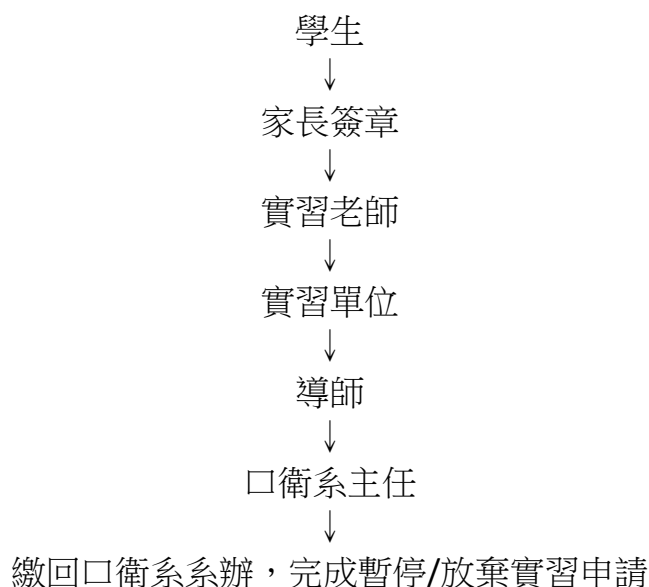 學生
↓
家長簽章
↓
實習老師
↓
實習單位
↓
導師
↓
口衛系主任
↓
繳回口衛系系辦，完成暫停/放棄實習申請